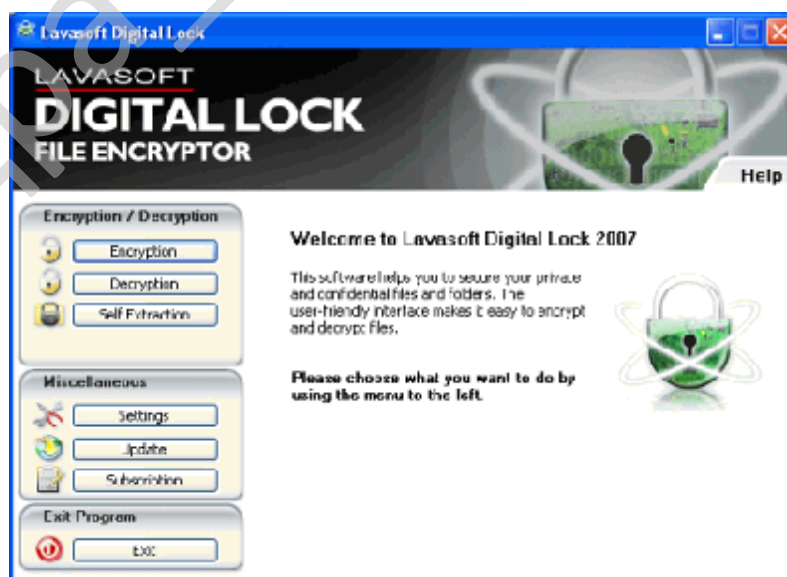 Lavasoft Digital Lock
LAVASOFT
DIGITAL LOCK
FILE ENCRYPTOR
Help
Encryption / Decryption
Encryption
Decryption
Self Extraction
Miscellaneous
Settings
Update
Subscription
Exit Program
Exit
Welcome to Lavasoft Digital Lock 2007
This software helps you to secure your private
and confidential files and folders. The
user-friendly interface makes it easy to encrypt
and decrypt files.
Please choose what you want to do by
using the menu to the left.